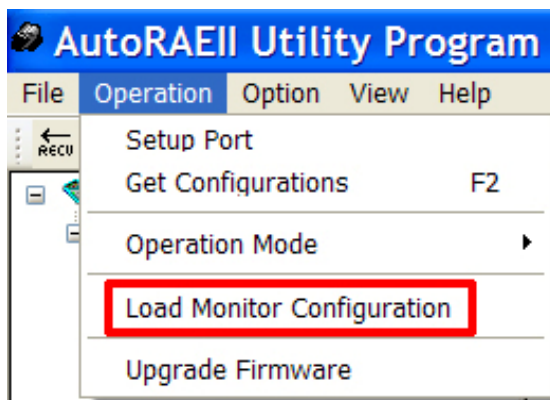 AutoRAEII Utility Program
File Operation Option View Help
RECV
Setup Port
Get Configurations F2
Operation Mode
Load Monitor Configuration
Upgrade Firmware